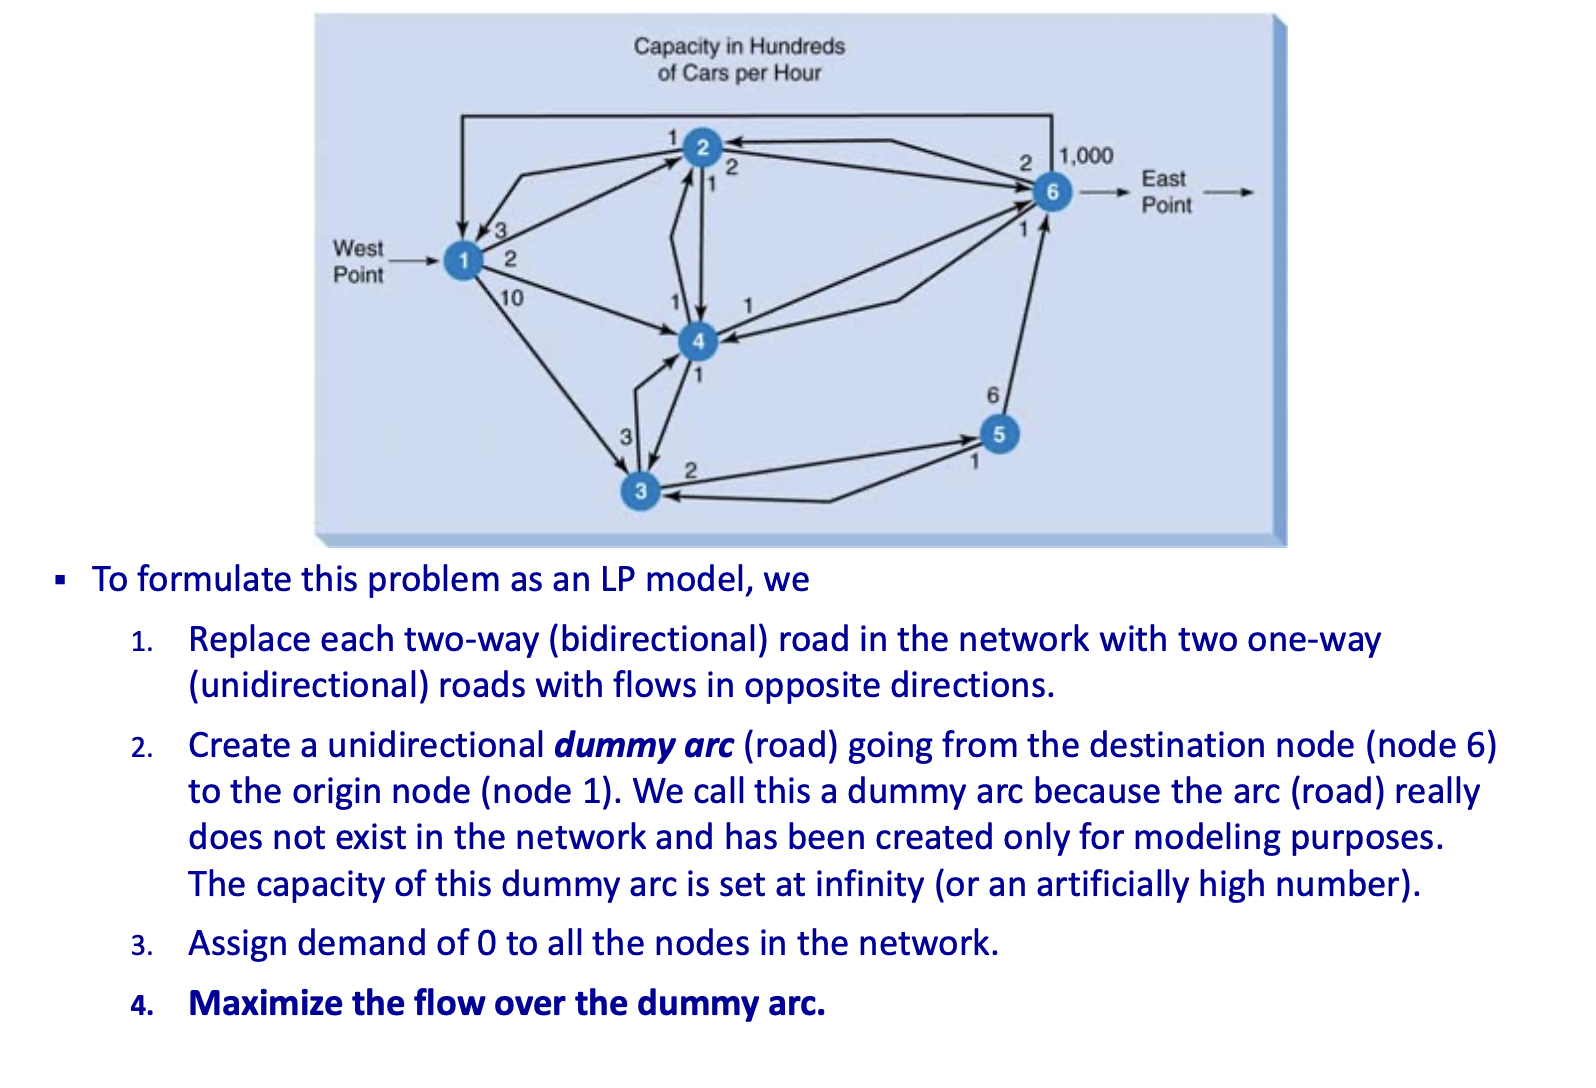 Capacity in Hundreds
of Cars per Hour
1
2
2
1
2
1,000
6
East
Point
West
Point
1
3
2
10
1
1
1
4
1
6
3
2
5
1
3
▪ To formulate this problem as an LP model, we
1. Replace each two-way (bidirectional) road in the network with two one-way
(unidirectional) roads with flows in opposite directions.
2. Create a unidirectional dummy arc (road) going from the destination node (node 6)
to the origin node (node 1). We call this a dummy arc because the arc (road) really
does not exist in the network and has been created only for modeling purposes.
The capacity of this dummy arc is set at infinity (or an artificially high number).
3. Assign demand of 0 to all the nodes in the network.
4. Maximize the flow over the dummy arc.